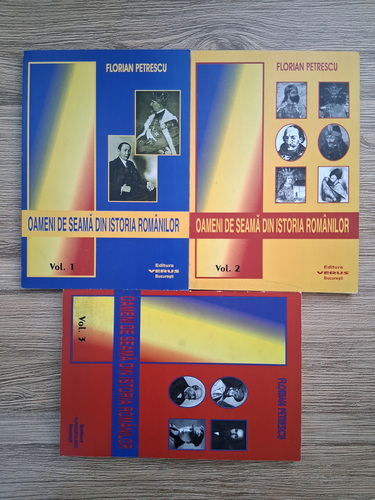 FLORIAN PETRESCU
OAMENI DE SEAMĂ DIN ISTORIA ROMÂNILOR
Vol. 1
Editura
VERUS
București
FLORIAN PETRESCU
OAMENI DE SEAMĂ DIN ISTORIA ROMÂNILOR
Vol. 2
Editura
VERUS
București
FLORIAN PETRESCU
OAMENI DE SEAMĂ DIN ISTORIA ROMÂNILOR
Vol. 3
Editura